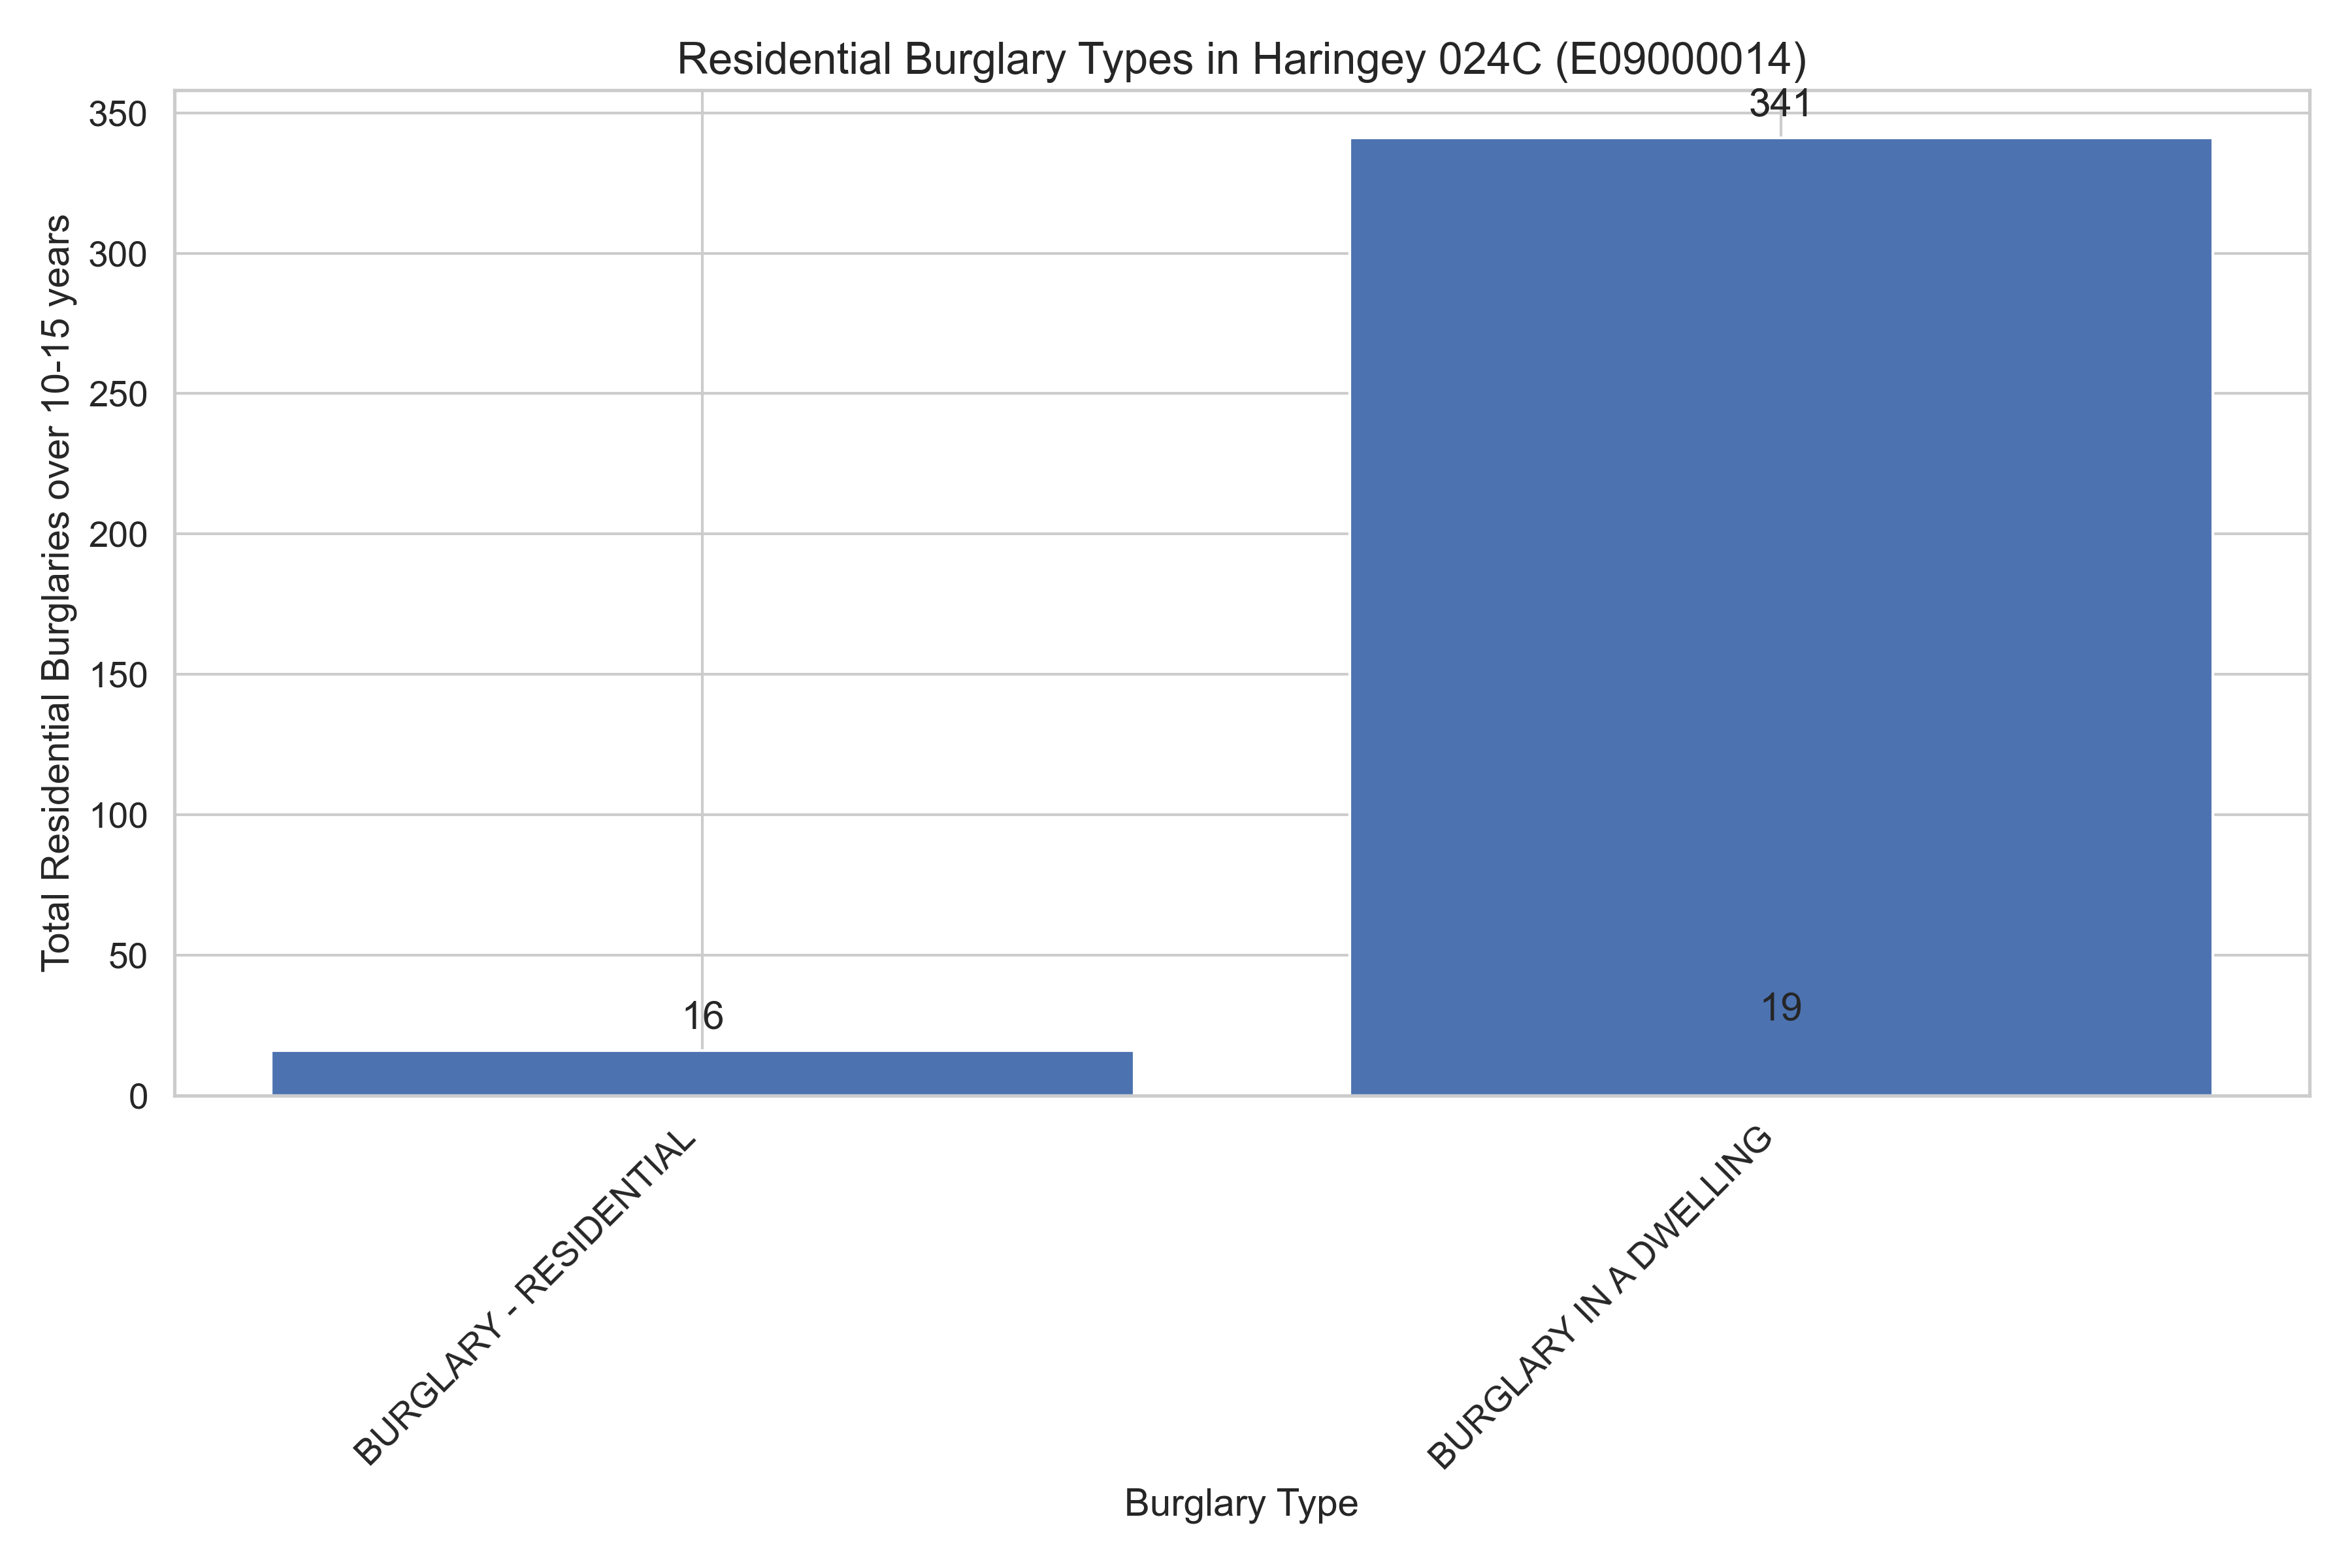 Residential Burglary Types in Haringey 024C (E09000014)
341
350
300
250
200
150
100
50
0
Total Residential Burglaries over 10-15 years
16
19
BURGLARY - RESIDENTIAL
BURGLARY IN A DWELLING
Burglary Type